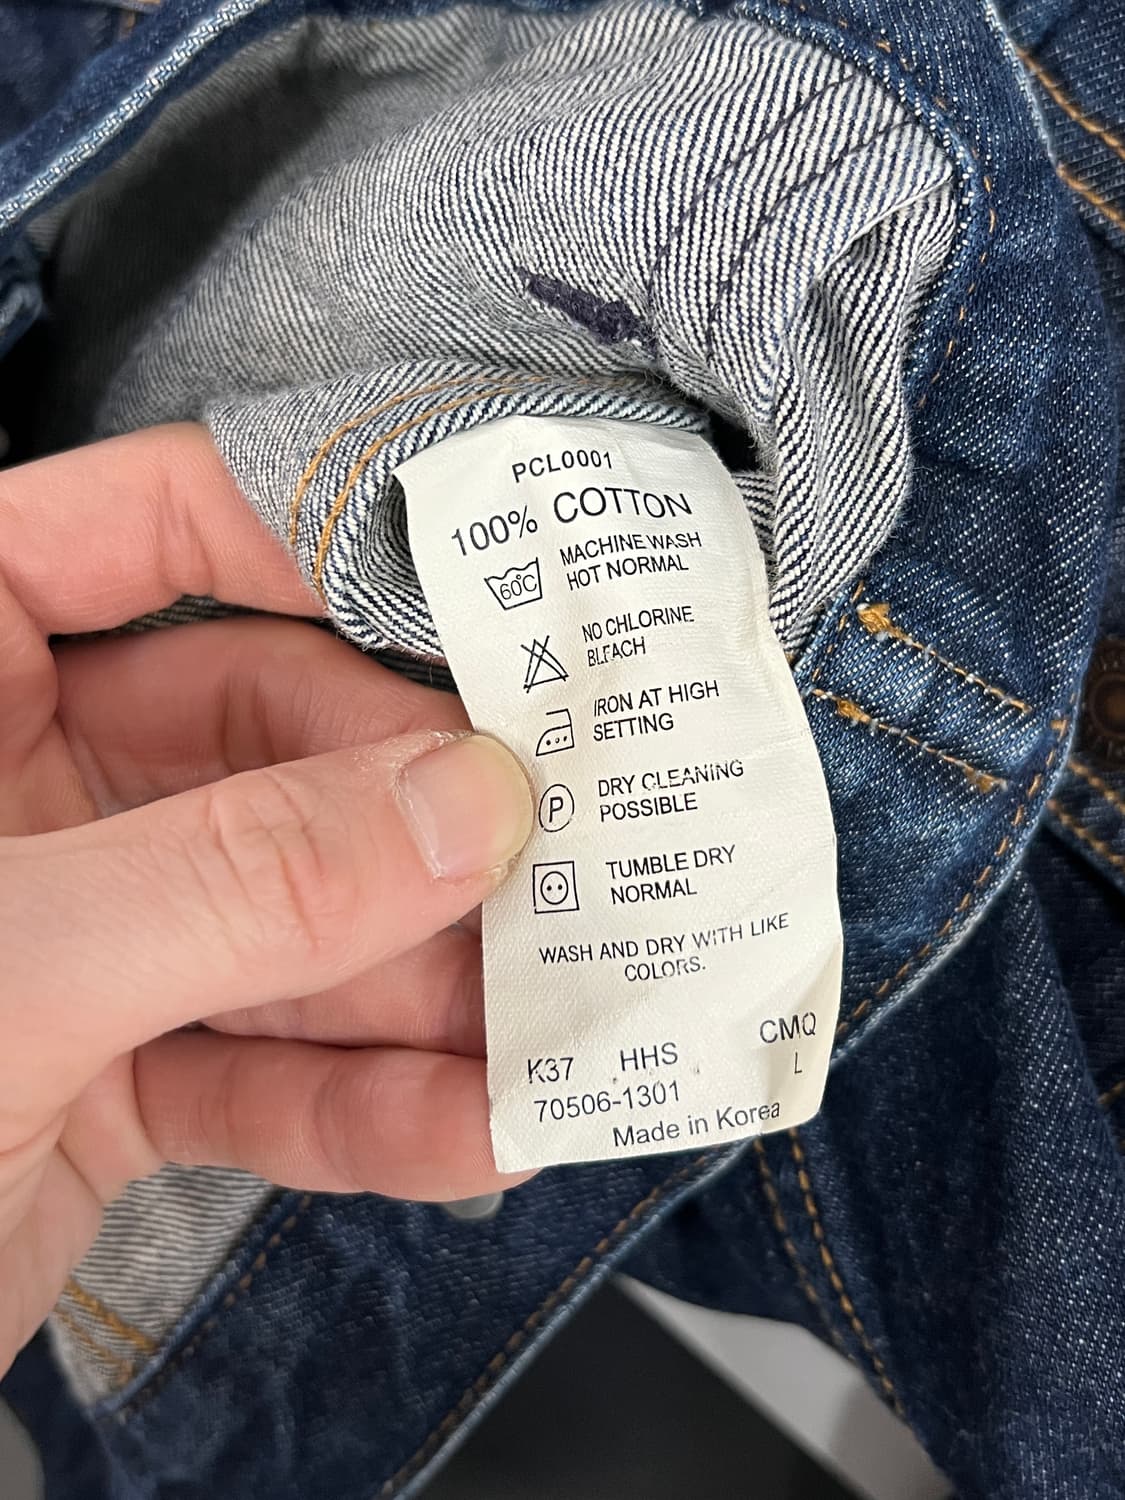 PCL0001
100% COTTON
60°C
MACHINE WASH
HOT NORMAL
NO CHLORINE
BLEACH
IRON AT HIGH
SETTING
P
DRY CLEANING
POSSIBLE
TUMBLE DRY
NORMAL
WASH AND DRY WITH LIKE
COLORS.
K37 HHS CMQ
L
70506-1301
Made in Korea